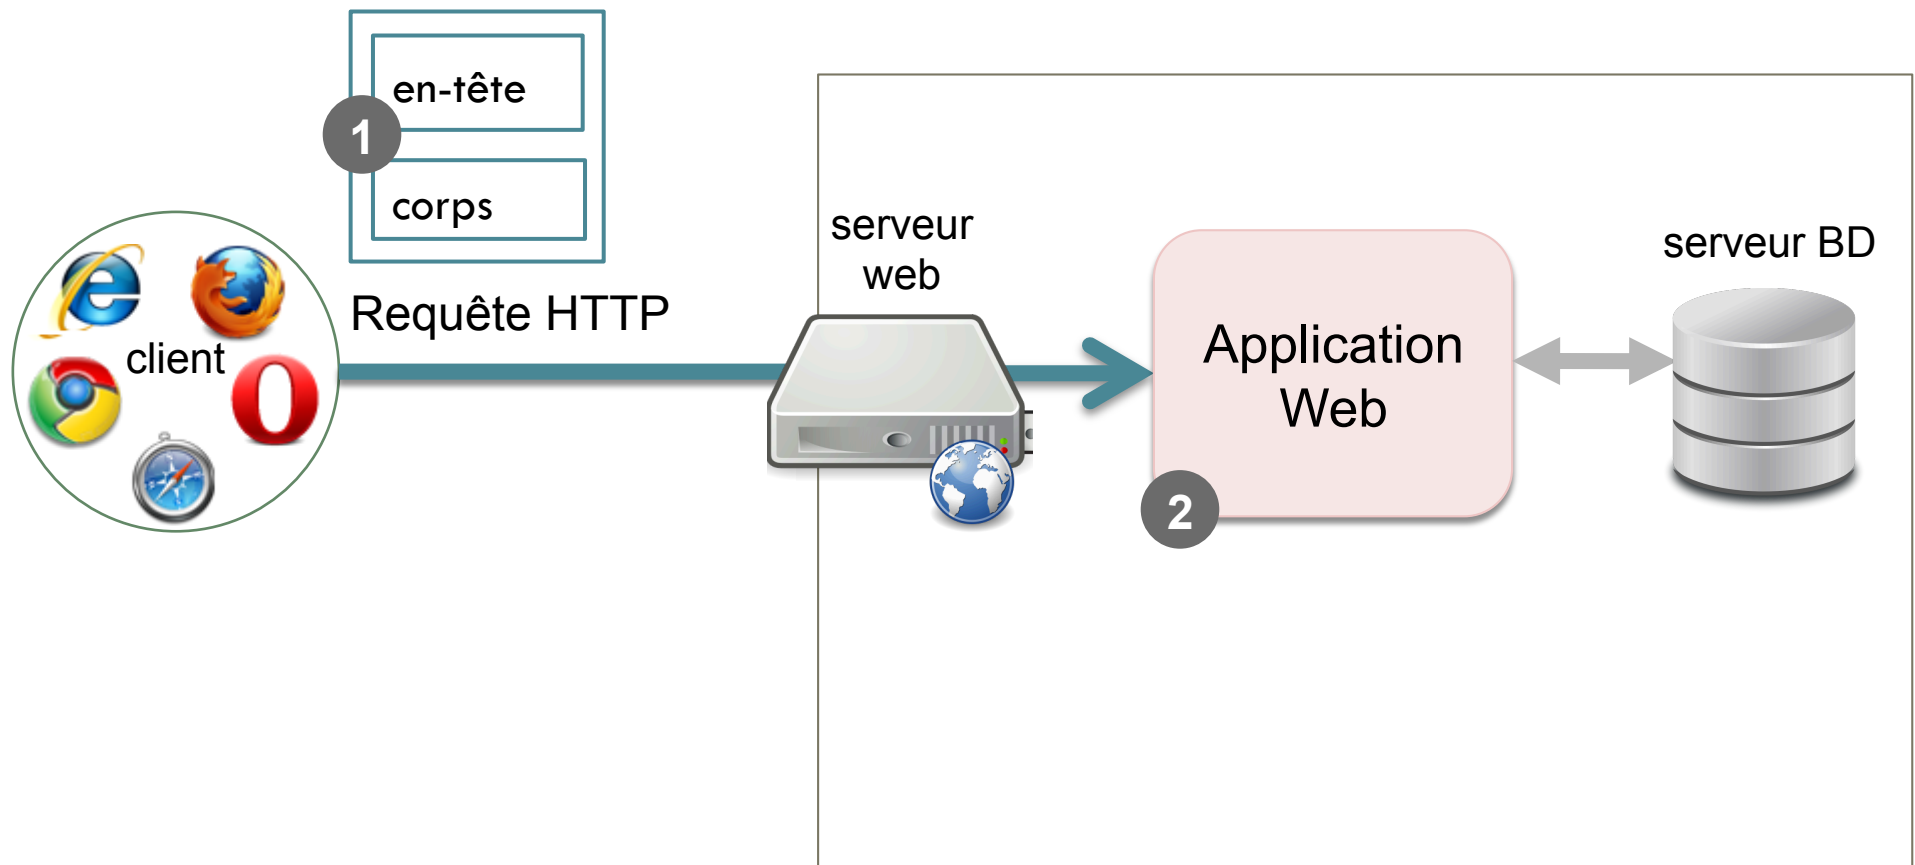 en-tête
1
corps
client
Requête HTTP
serveur
web
Application
Web
2
serveur BD